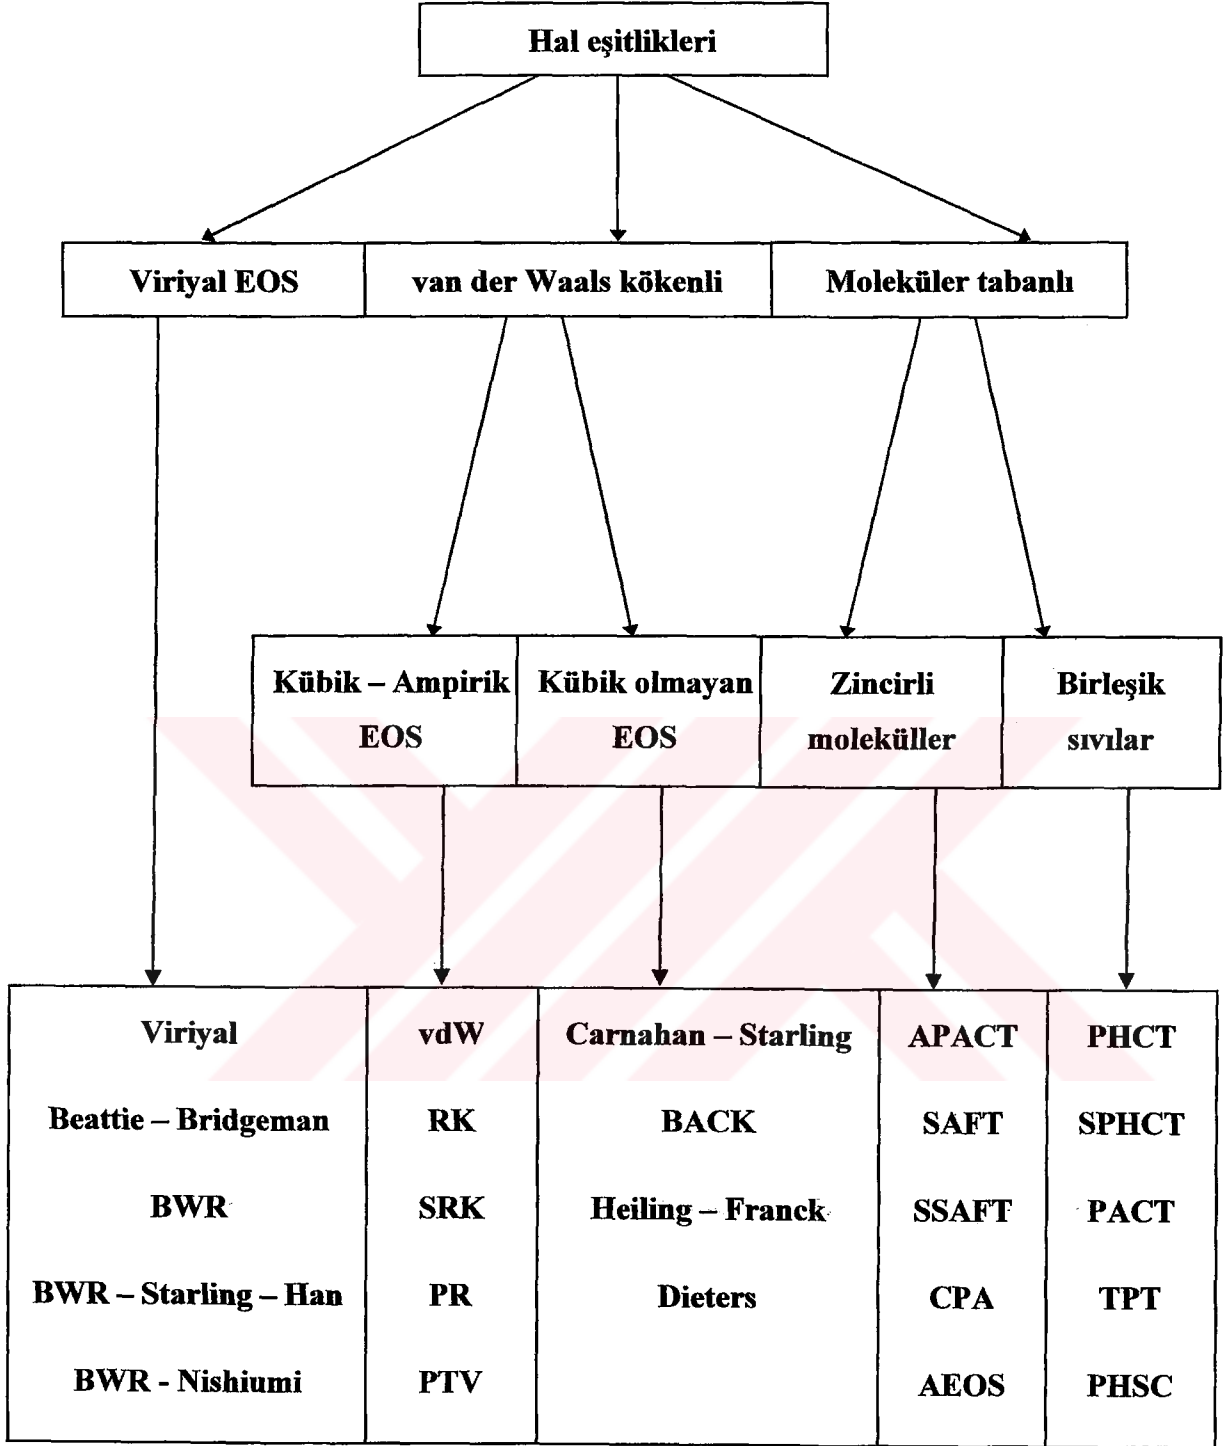 Hal eşitlikleri
Viriyal EOS
van der Waals kökenli
Moleküler tabanlı
Kübik – Ampirik
EOS
Kübik olmayan
EOS
Zincirli
moleküller
Birleşik
sıvılar
Viriyal
Beattie – Bridgeman
BWR
BWR – Starling – Han
BWR - Nishiumi
vdW
RK
SRK
PR
PTV
Carnahan – Starling
BACK
Heiling – Franck
Dieters
APACT
SAFT
SSAFT
CPA
AEOS
PHCT
SPHCT
PACT
TPT
PHSC